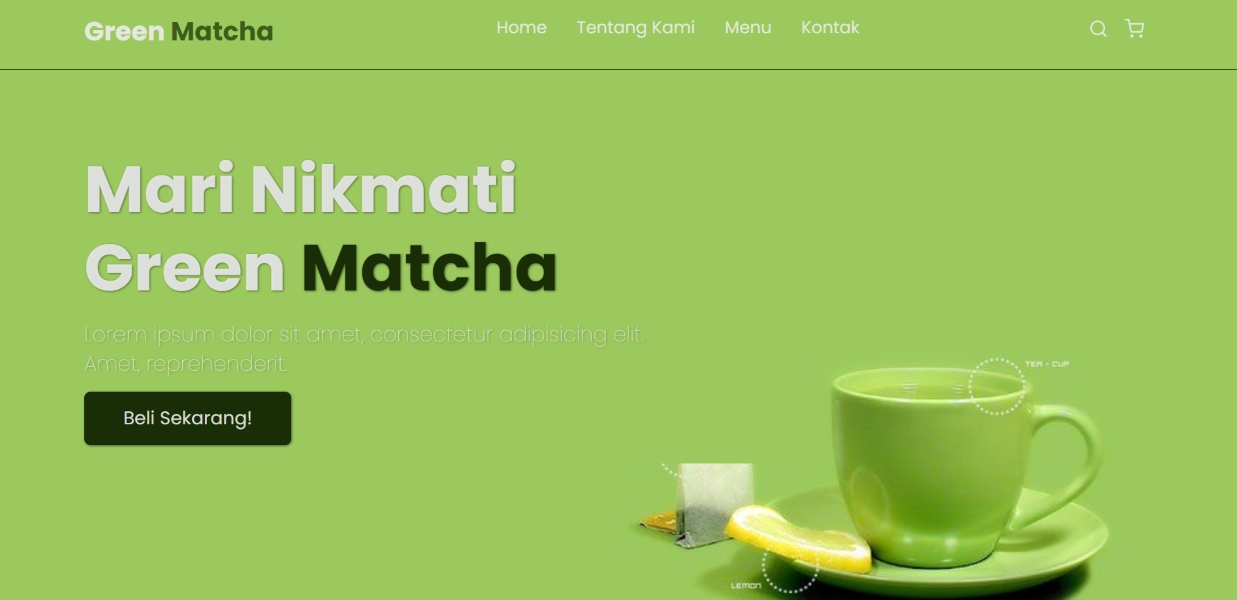 Green Matcha
Home Tentang Kami Menu Kontak
Mari Nikmati
Green Matcha
Lorem ipsum dolor sit amet, consectetur adipisicing elit.
Amet, reprehenderit.
Beli Sekarang!
TEA - CUP
LEMON